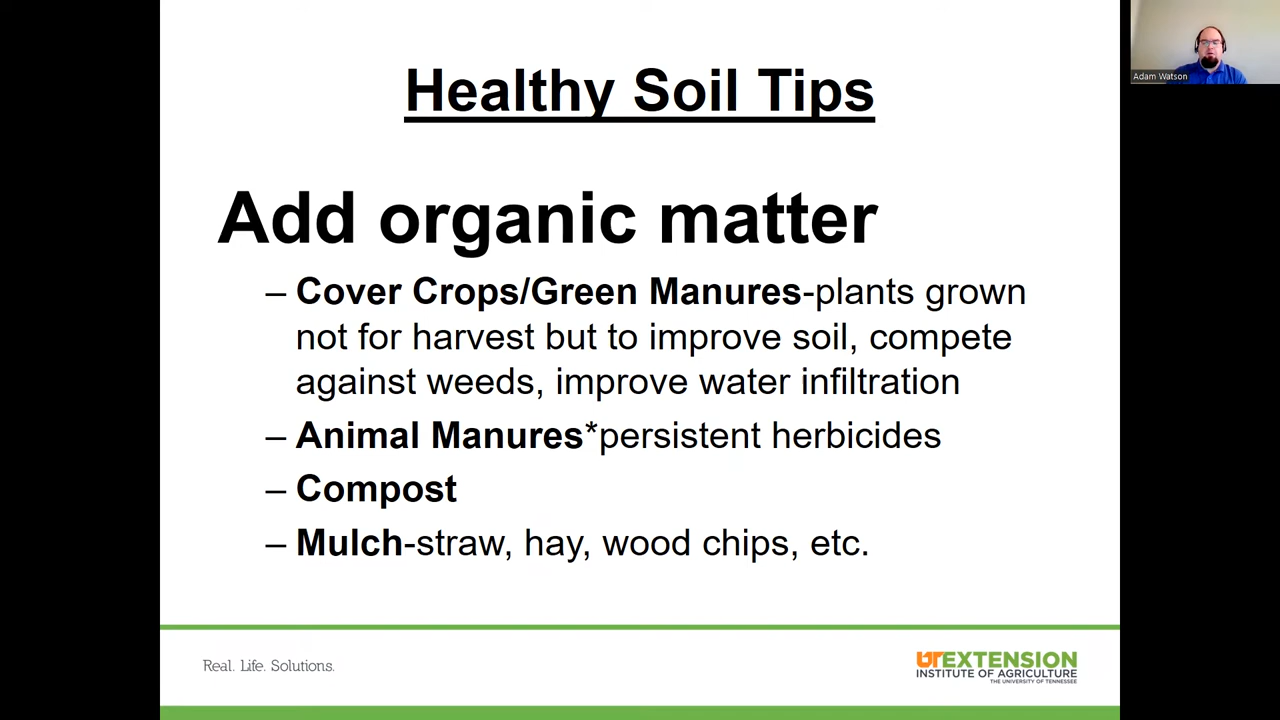 Healthy Soil Tips
Add organic matter
– Cover Crops/Green Manures-plants grown
not for harvest but to improve soil, compete
against weeds, improve water infiltration
– Animal Manures*persistent herbicides
– Compost
– Mulch-straw, hay, wood chips, etc.
Real. Life. Solutions.
UTEXTENSION
INSTITUTE OF AGRICULTURE
THE UNIVERSITY OF TENNESSEE
Adam Watson